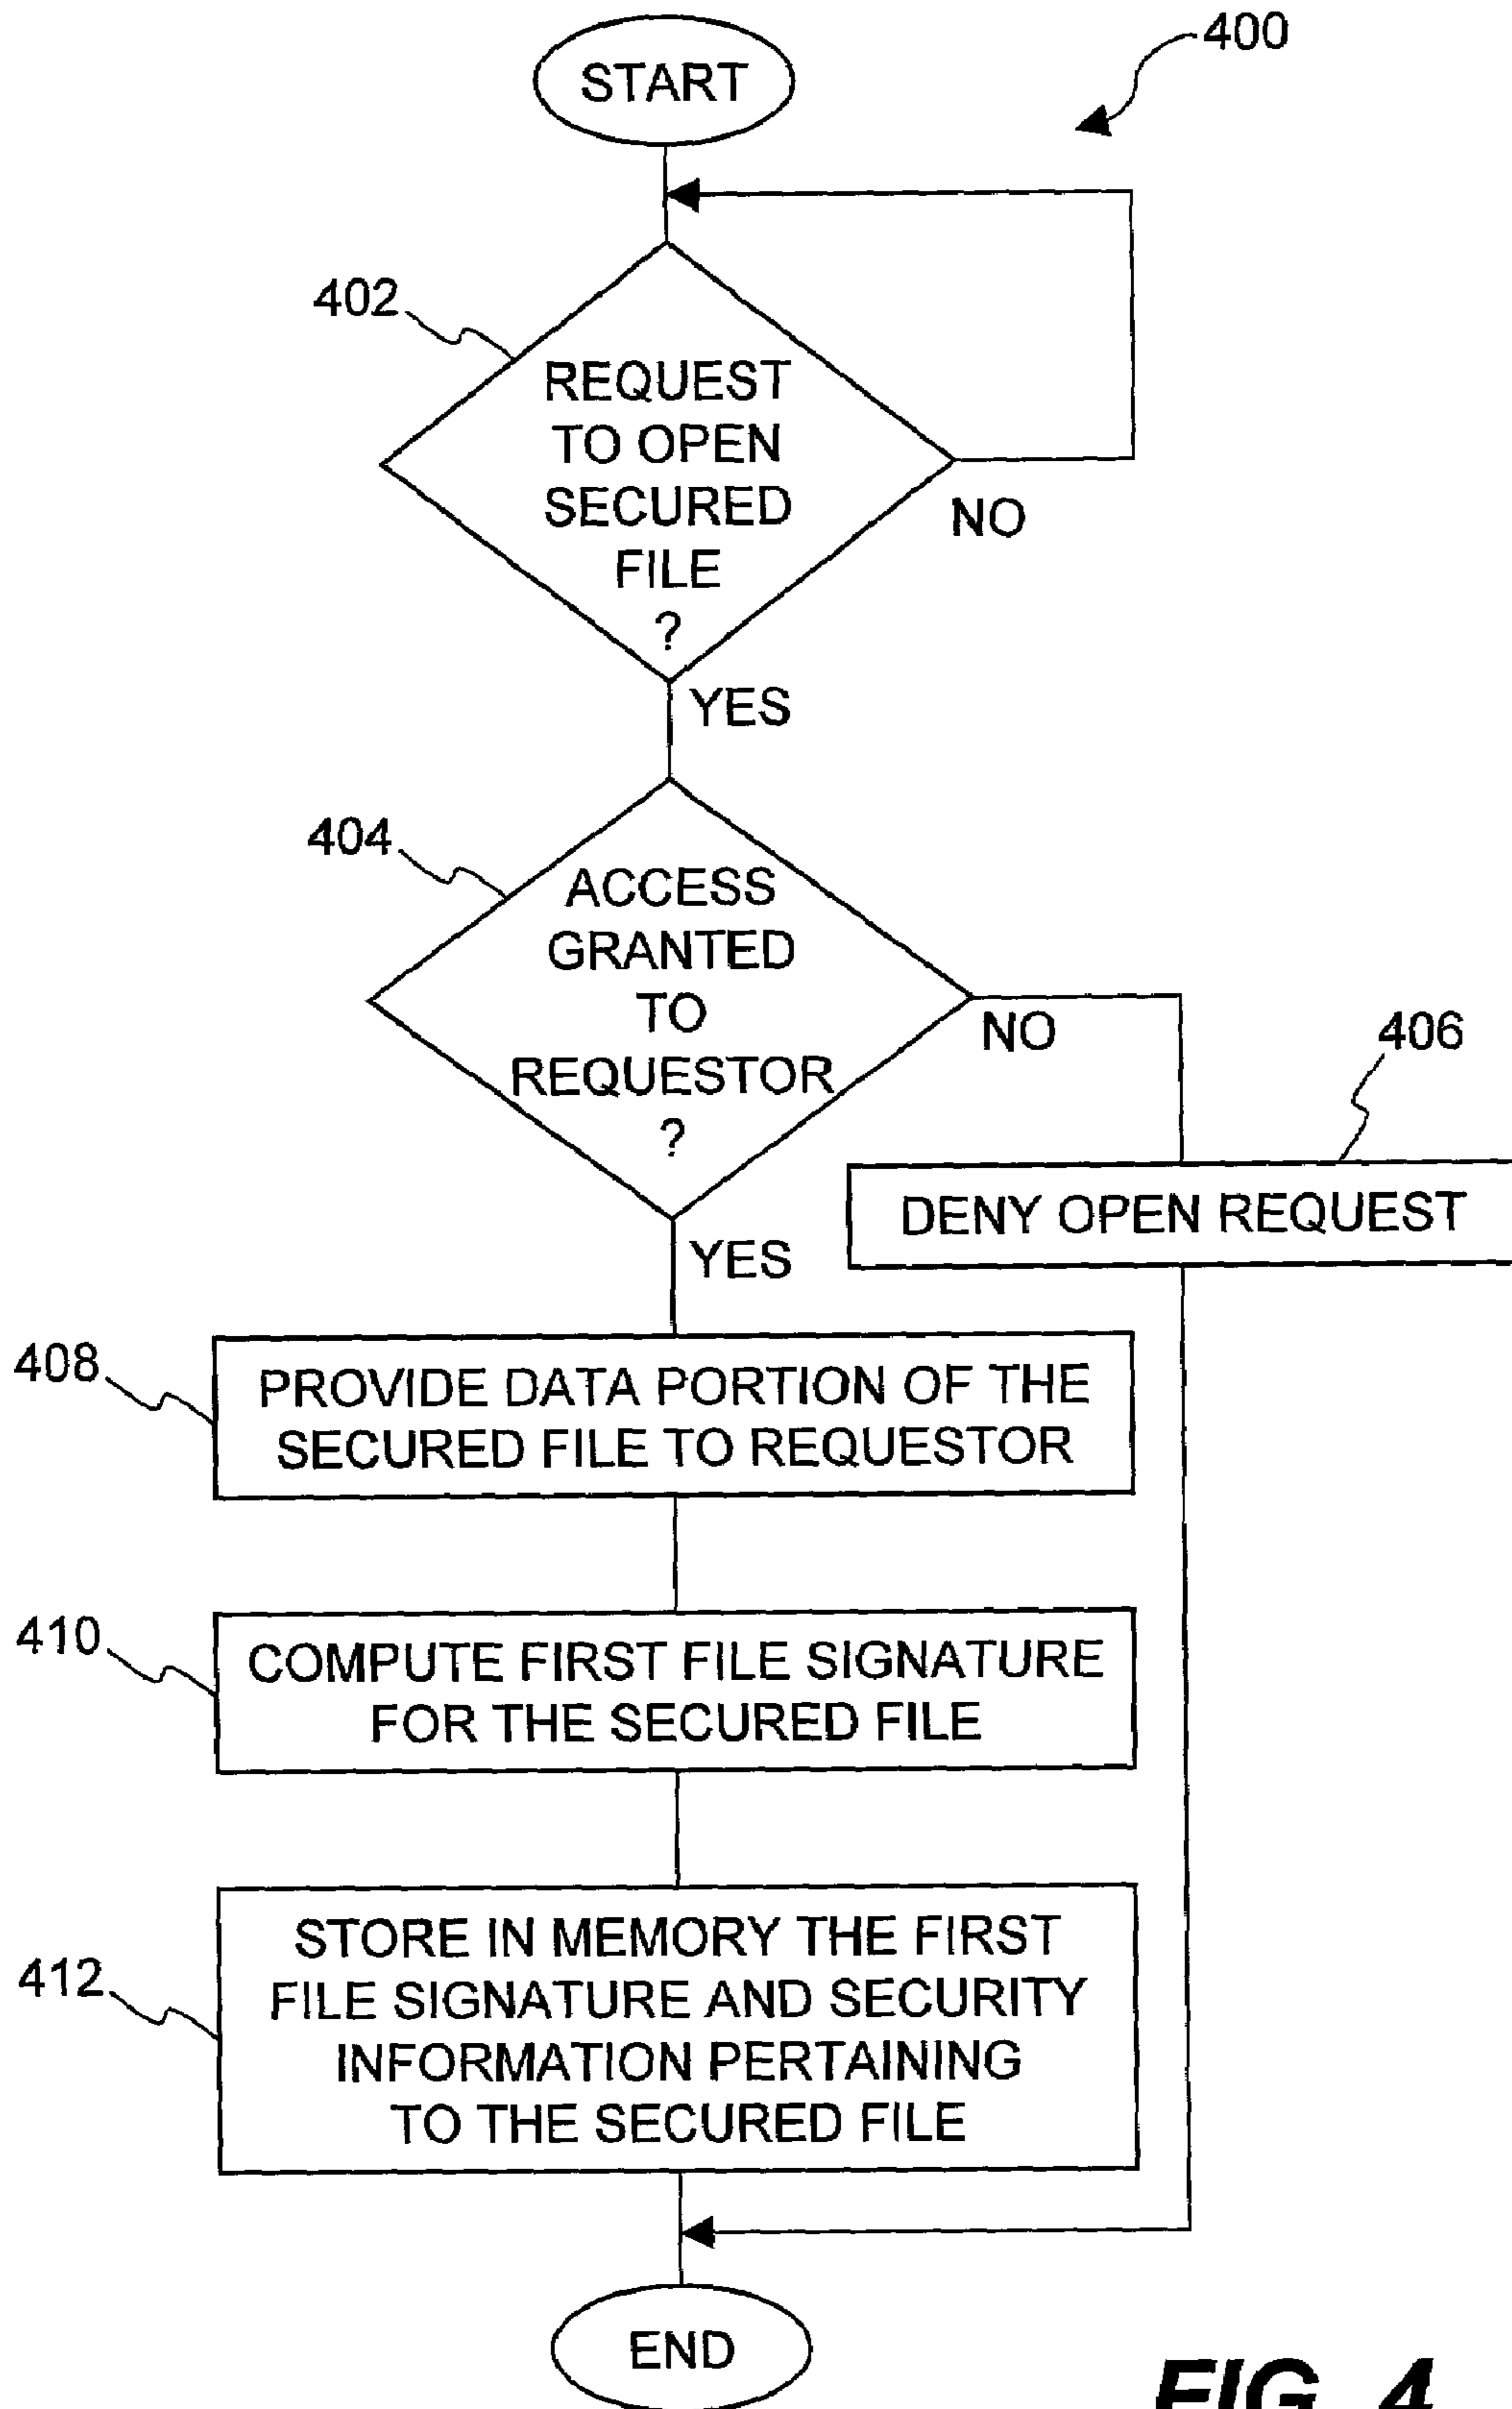 START
400
402
REQUEST
TO OPEN
SECURED
FILE
?
NO
YES
404
ACCESS
GRANTED
TO
REQUESTOR
?
NO
406
DENY OPEN REQUEST
YES
408
PROVIDE DATA PORTION OF THE
SECURED FILE TO REQUESTOR
410
COMPUTE FIRST FILE SIGNATURE
FOR THE SECURED FILE
412
STORE IN MEMORY THE FIRST
FILE SIGNATURE AND SECURITY
INFORMATION PERTAINING
TO THE SECURED FILE
END
FIG. 4